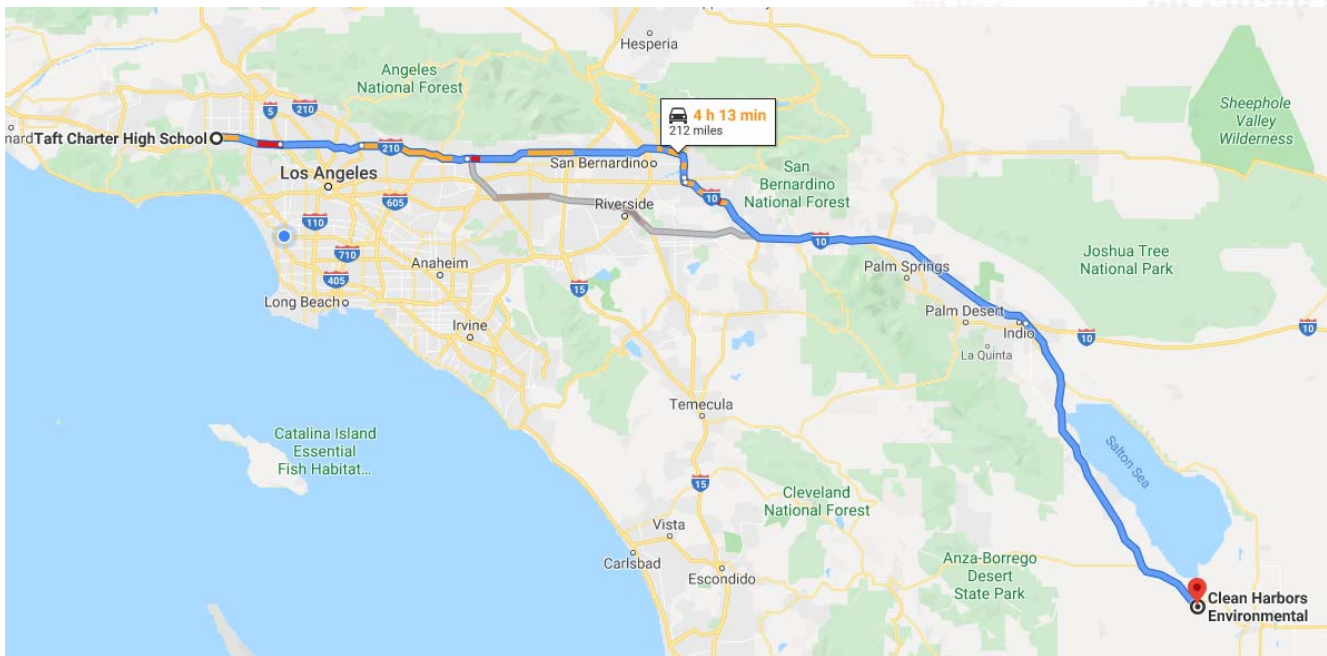 Hesperia
Angeles
National Forest
Sheephole
Valley
Wilderness
5
210
4 h 13 min
212 miles
nard
Taft Charter High School
210
San Bernardino
San
Bernardino
National Forest
Los Angeles
10
605
Riverside
110
10
710
Joshua Tree
National Park
Anaheim
Palm Springs
405
15
Long Beach
Palm Desert
Irvine
Indio
10
10
La Quinta
Temecula
Catalina Island
Essential
Fish Habitat...
Salton Sea
15
Cleveland
National Forest
Vista
Carlsbad
Escondido
Anza-Borrego
Desert
State Park
Clean Harbors
Environmental